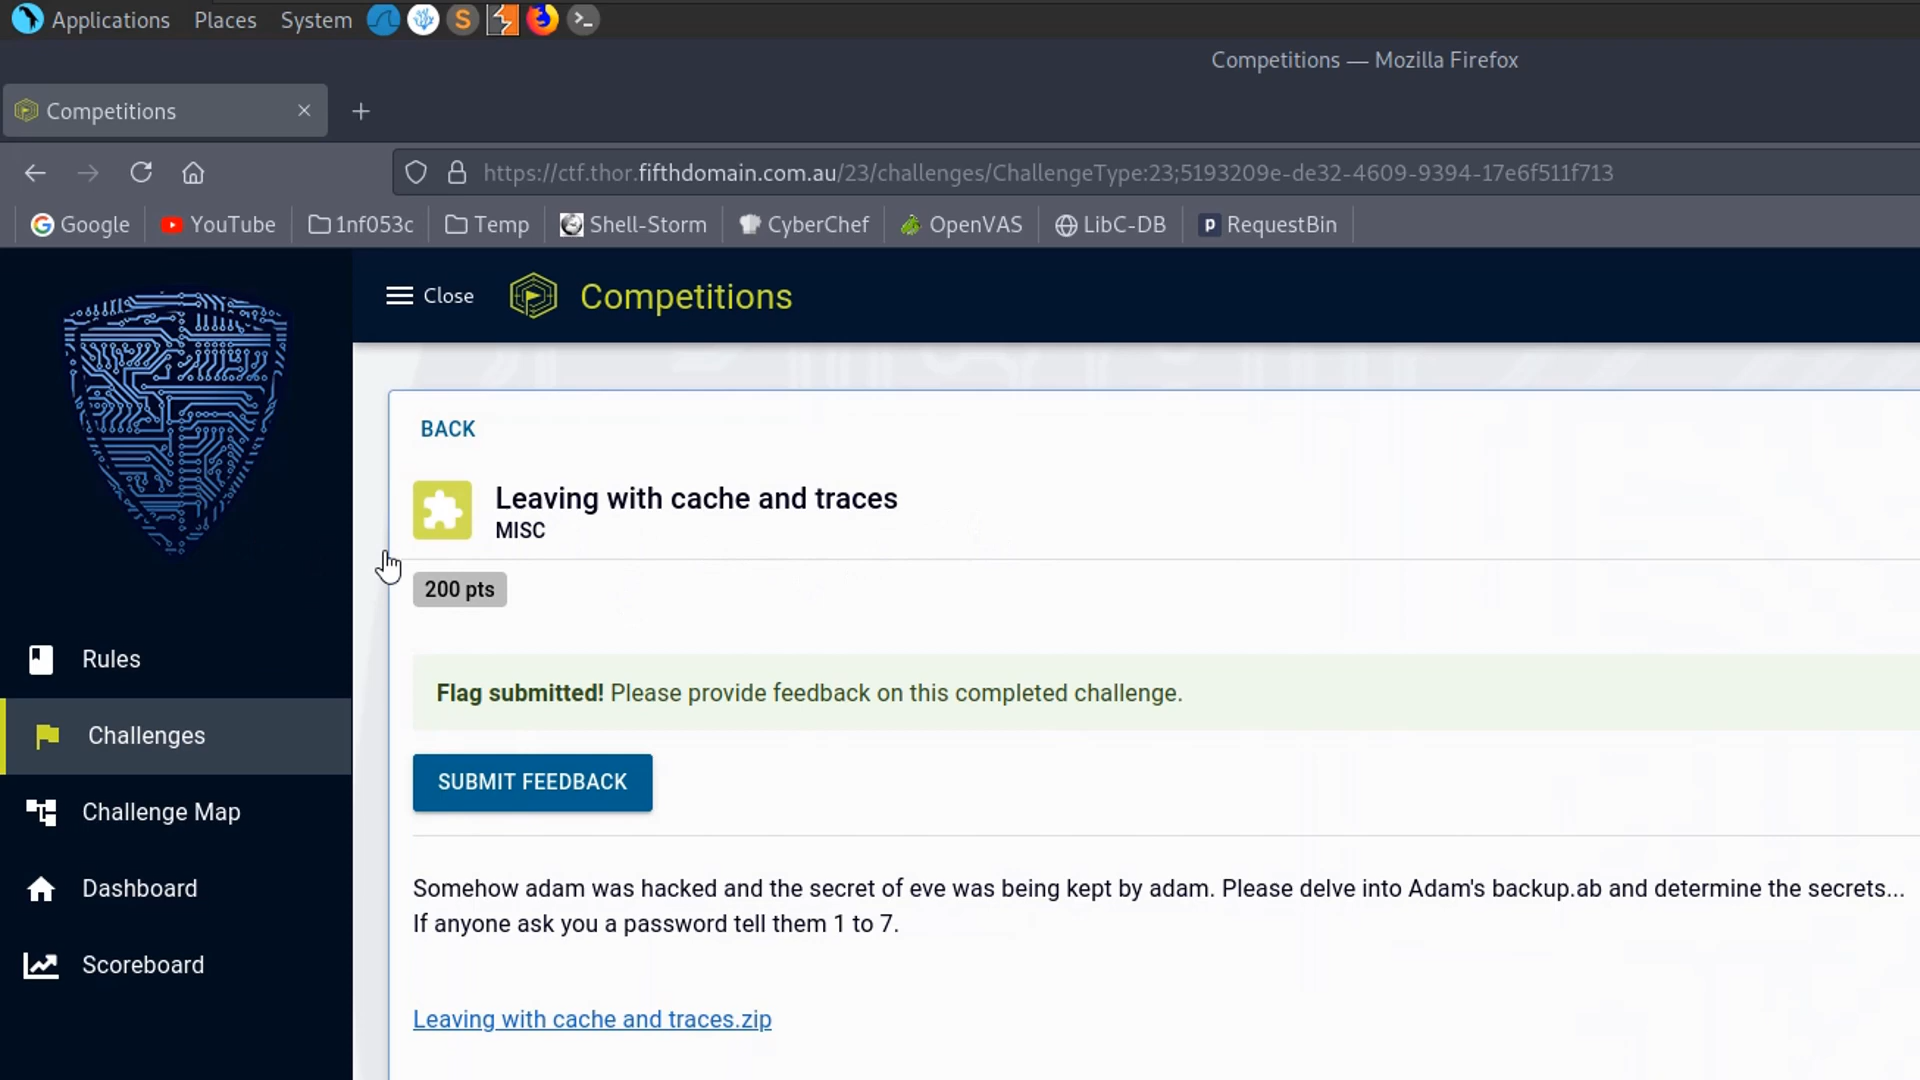 Applications Places System
Competitions — Mozilla Firefox
Competitions
https://ctf.thor.fifthdomain.com.au/23/challenges/ChallengeType:23;5193209e-de32-4609-9394-17e6f511f713
Google YouTube 1nf053c Temp Shell-Storm CyberChef OpenVAS LibC-DB RequestBin
Close Competitions
BACK
Leaving with cache and traces
MISC
200 pts
Rules
Flag submitted! Please provide feedback on this completed challenge.
Challenges
SUBMIT FEEDBACK
Challenge Map
Dashboard
Somehow adam was hacked and the secret of eve was being kept by adam. Please delve into Adam's backup.ab and determine the secrets...
If anyone ask you a password tell them 1 to 7.
Scoreboard
Leaving with cache and traces.zip